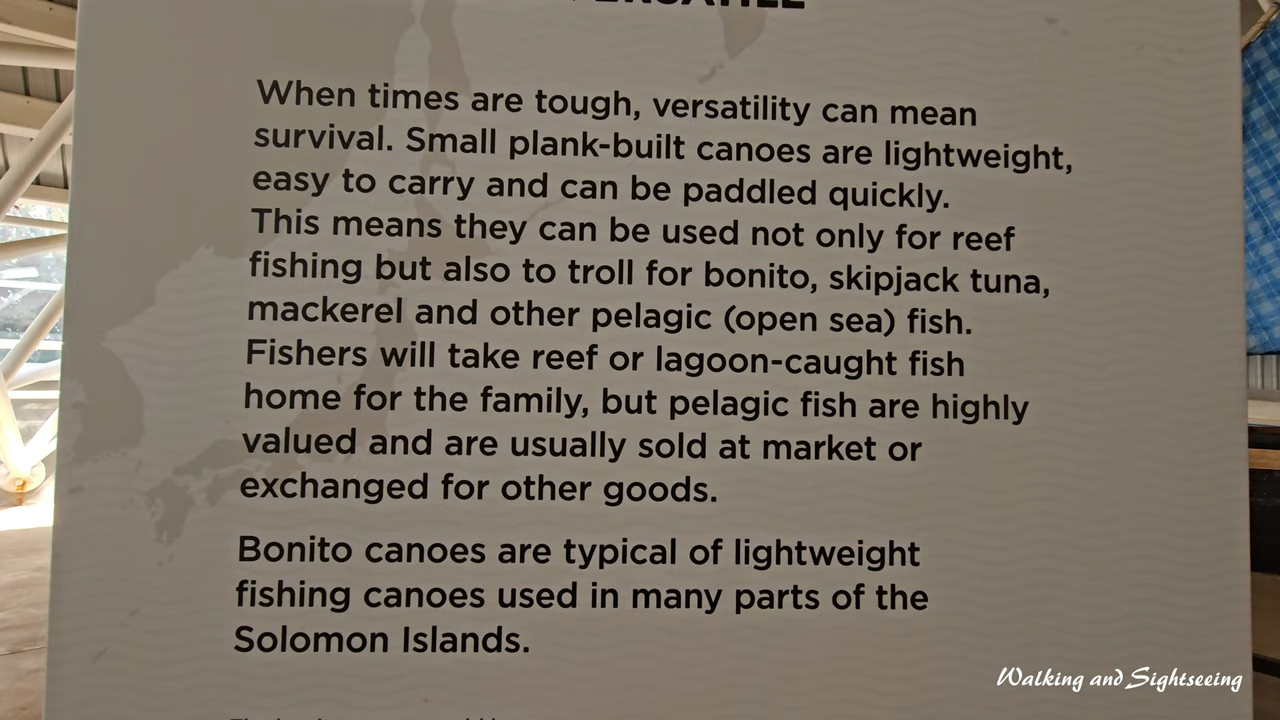 VERSATILE
When times are tough, versatility can mean
survival. Small plank-built canoes are lightweight,
easy to carry and can be paddled quickly.
This means they can be used not only for reef
fishing but also to troll for bonito, skipjack tuna,
mackerel and other pelagic (open sea) fish.
Fishers will take reef or lagoon-caught fish
home for the family, but pelagic fish are highly
valued and are usually sold at market or
exchanged for other goods.
Bonito canoes are typical of lightweight
fishing canoes used in many parts of the
Solomon Islands.
Walking and Sightseeing